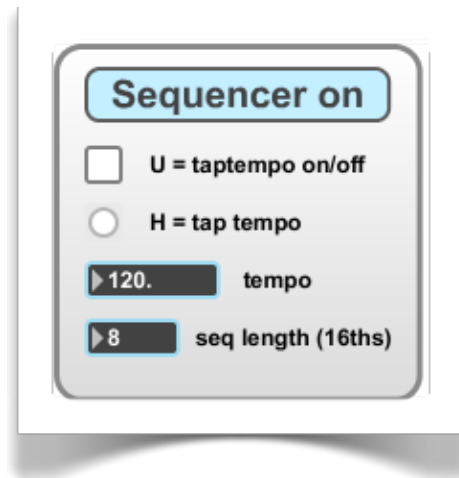 Sequencer on
U = taptempo on/off
H = tap tempo
120. tempo
8 seq length (16ths)